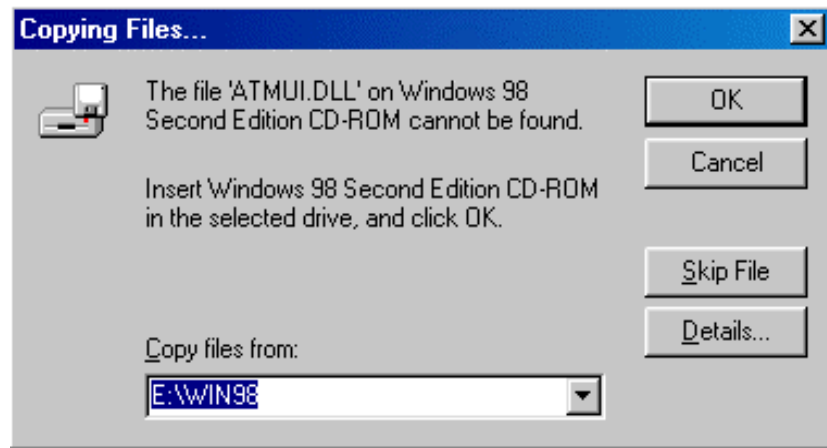 Copying Files...
The file 'ATMUI.DLL' on Windows 98
Second Edition CD-ROM cannot be found.
Insert Windows 98 Second Edition CD-ROM
in the selected drive, and click OK.
OK
Cancel
Skip File
Details...
Copy files from:
E:\WIN98